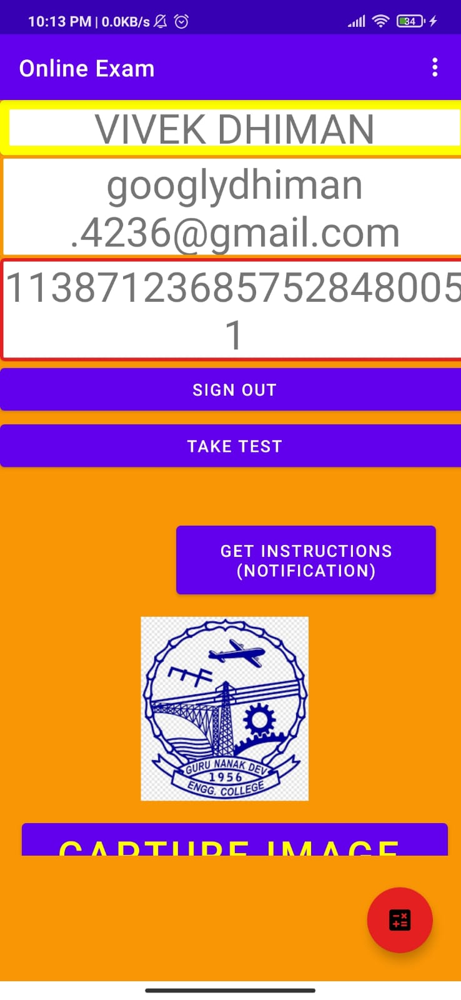 10:13 PM | 0.0KB/s
34
Online Exam
VIVEK DHIMAN
googlydhiman
.4236@gmail.com
11387123685752848005
1
SIGN OUT
TAKE TEST
GET INSTRUCTIONS
(NOTIFICATION)
GURU NANAK DEV
1956
ENGG. COLLEGE
CAPTURE IMAGE